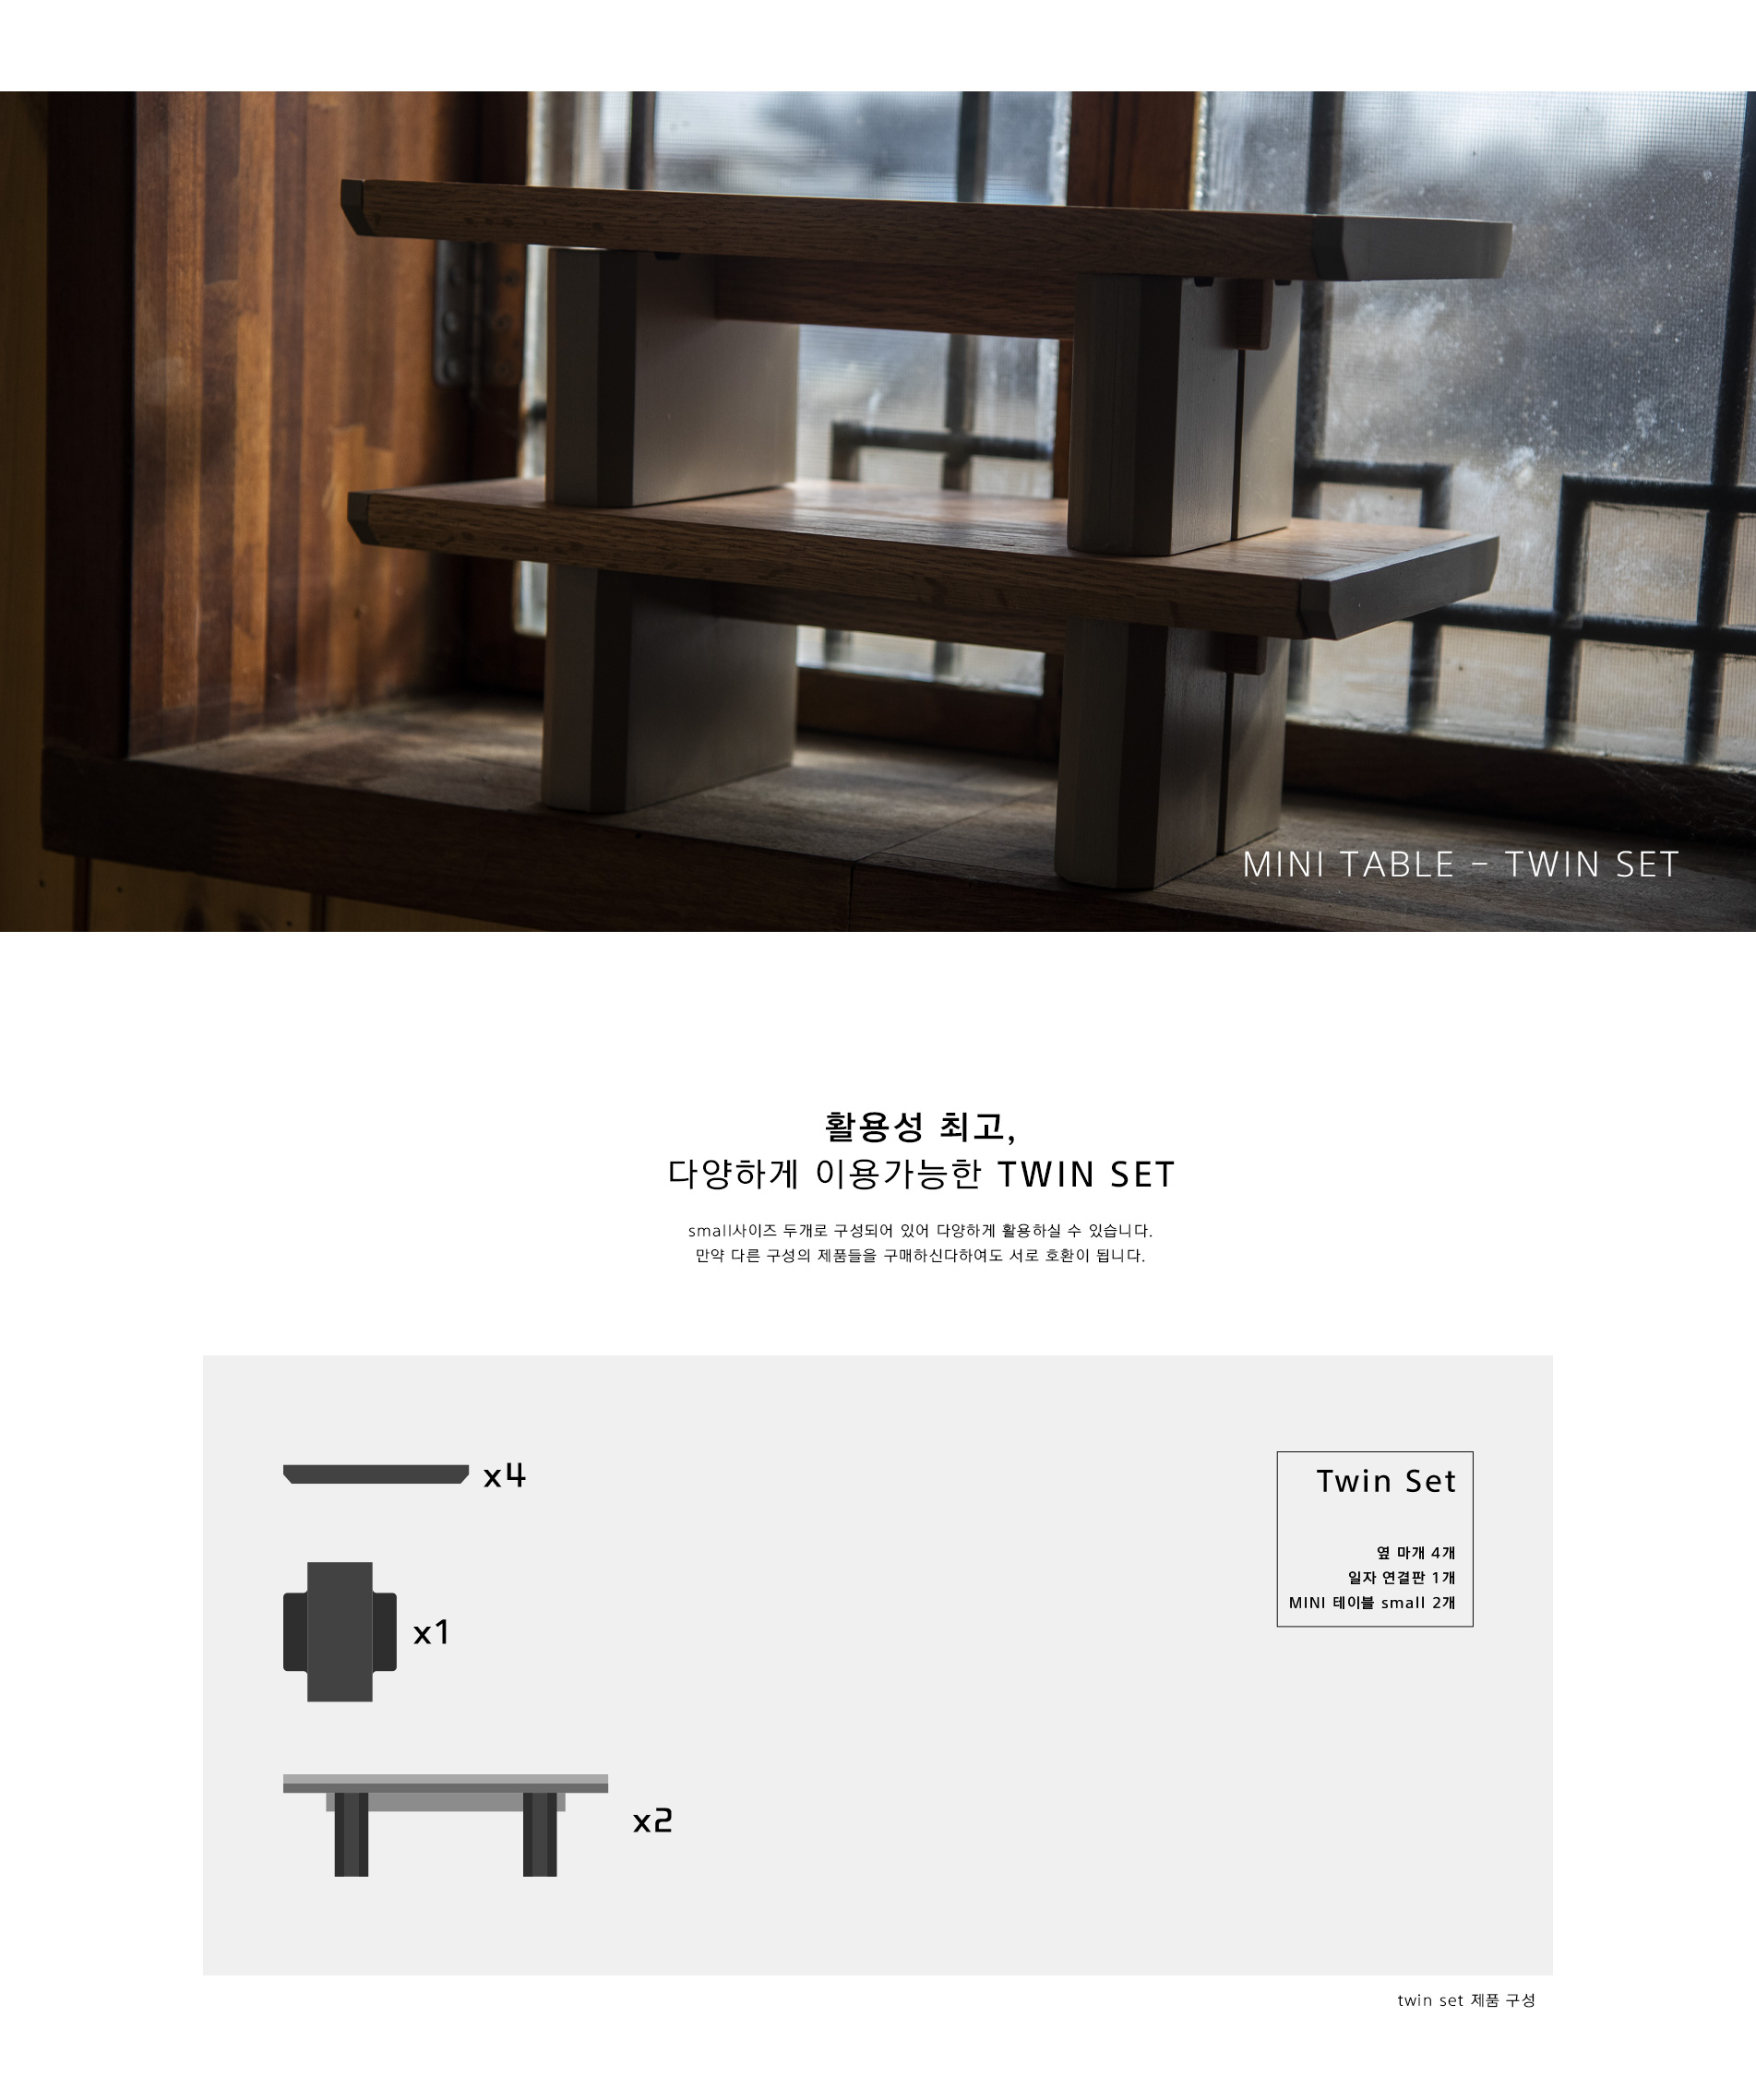 MINI TABLE – TWIN SET
활용성 최고,
다양하게 이용가능한 TWIN SET
small사이즈 두개로 구성되어 있어 다양하게 활용하실 수 있습니다.
만약 다른 구성의 제품들을 구매하신다하여도 서로 호환이 됩니다.
x4
x1
x2
Twin Set
옆 마개 4개
일자 연결판 1개
MINI 테이블 small 2개
twin set 제품 구성